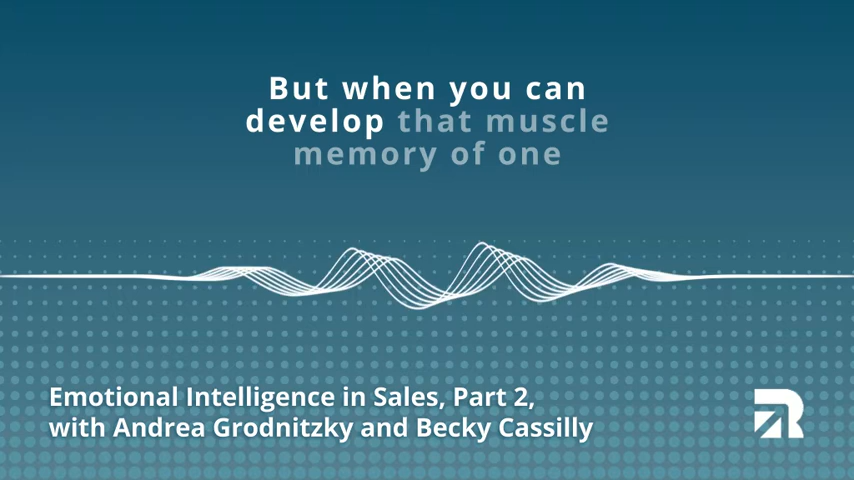 But when you can
develop that muscle
memory of one
Emotional Intelligence in Sales, Part 2,
with Andrea Grodnitzky and Becky Cassilly